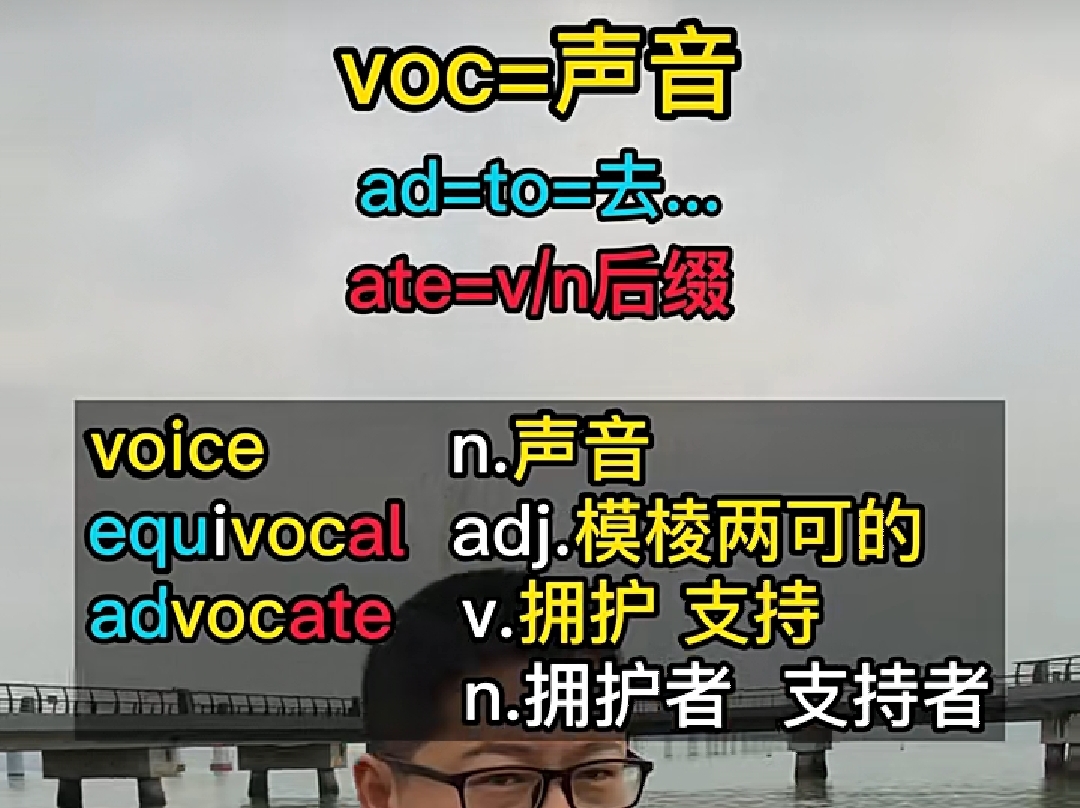 voc=声音
ad=to=去...
ate=v/n后缀
voice n.声音
equivocal adj.模棱两可的
advocate v.拥护 支持
n.拥护者 支持者